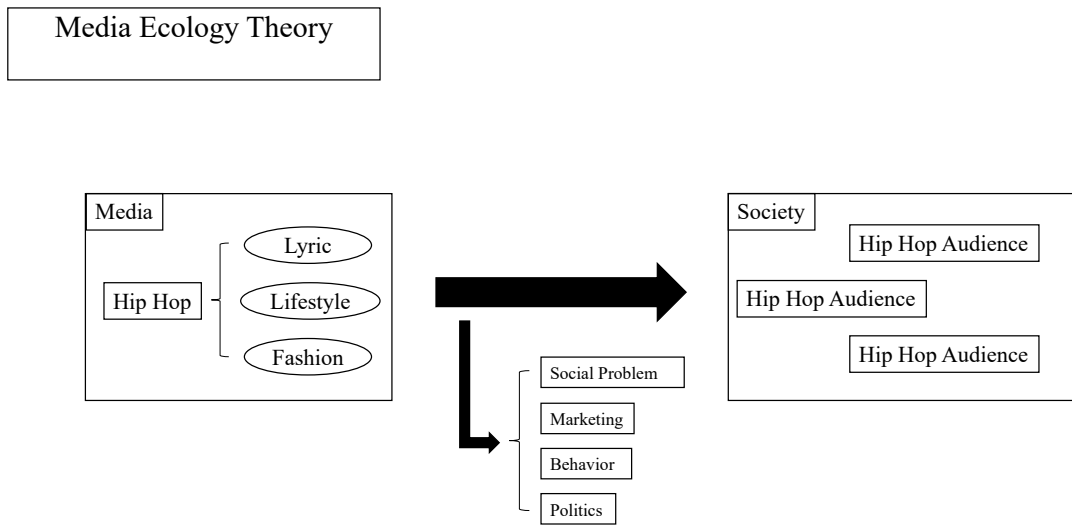 Media Ecology Theory
Media
Lyric
Hip Hop
Lifestyle
Fashion
Social Problem
Marketing
Behavior
Politics
Society
Hip Hop Audience
Hip Hop Audience
Hip Hop Audience